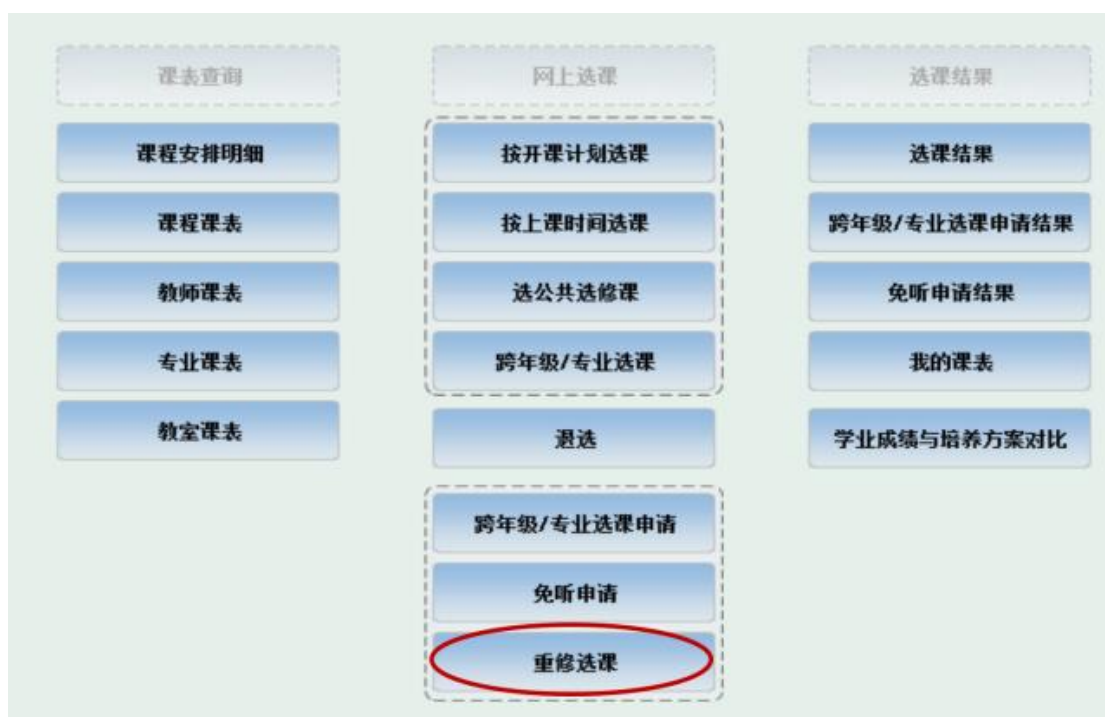 课表查询
课程安排明细
课程课表
教师课表
专业课表
教室课表
网上选课
按开课计划选课
按上课时间选课
选公共选修课
跨年级/专业选课
退选
跨年级/专业选课申请
免听申请
重修选课
选课结果
选课结果
跨年级/专业选课申请结果
免听申请结果
我的课表
学业成绩与培养方案对比